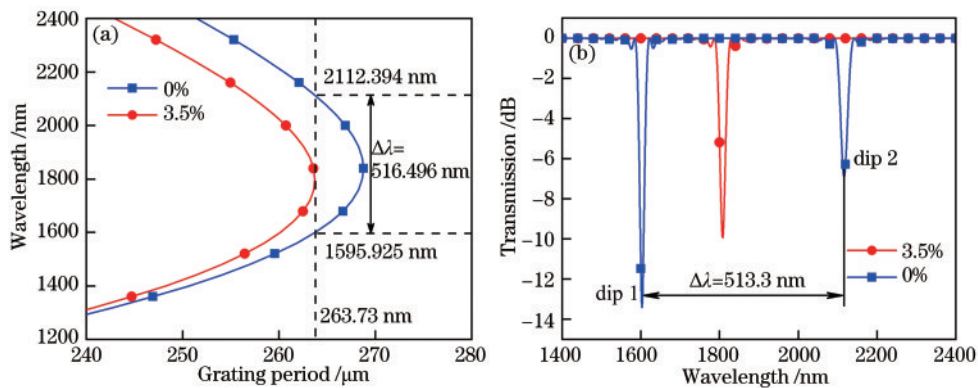 (a)
0%
3.5%
2112.394 nm
Δλ=
516.496 nm
1595.925 nm
263.73 nm
2400
2200
2000
1800
1600
1400
1200
Wavelength /nm
240
250
260
270
280
Grating period /μm
(b)
0
−2
−4
−6
−8
−10
−12
−14
Transmission /dB
dip 2
3.5%
0%
dip 1
Δλ=513.3 nm
1400
1600
1800
2000
2200
2400
Wavelength /nm